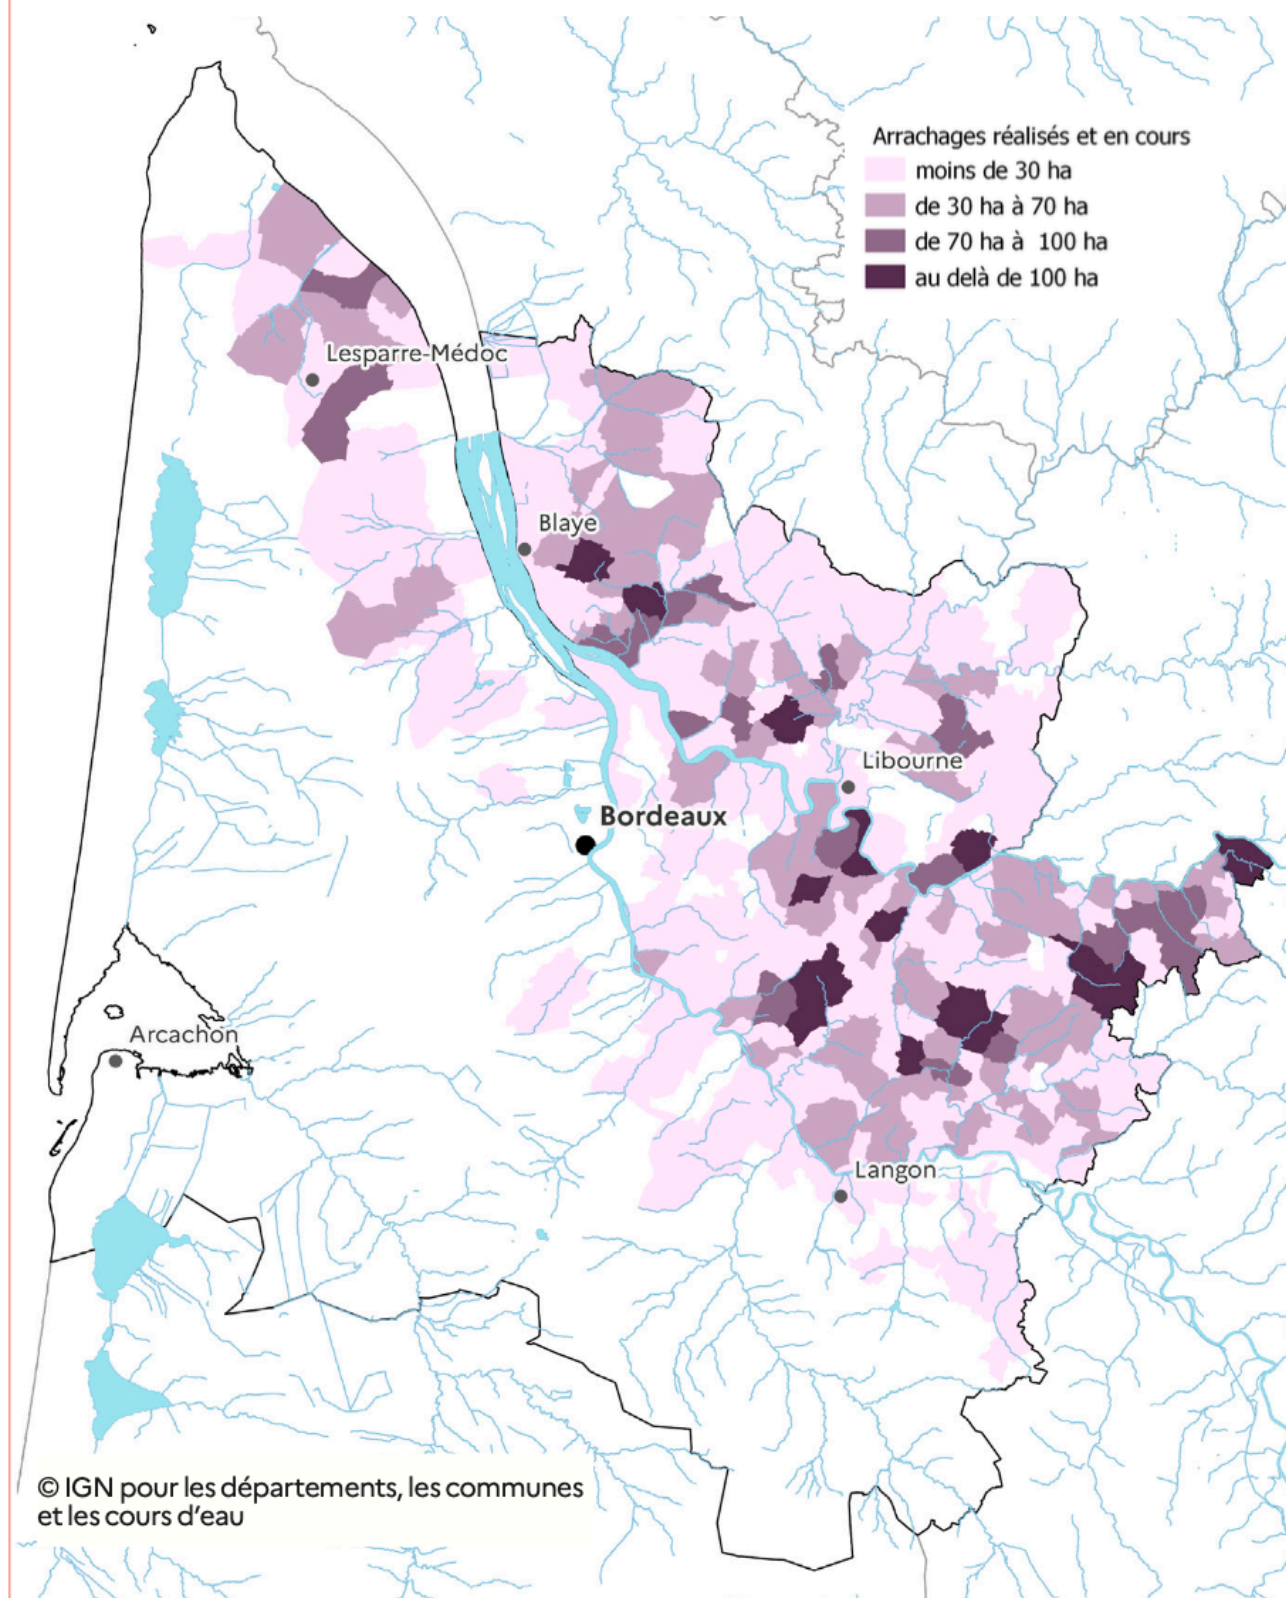 Arrachages réalisés et en cours
moins de 30 ha
de 30 ha à 70 ha
de 70 ha à 100 ha
au delà de 100 ha
Lesparre-Médoc
Blaye
Libourne
Bordeaux
Arcachon
Langon
© IGN pour les départements, les communes
et les cours d'eau